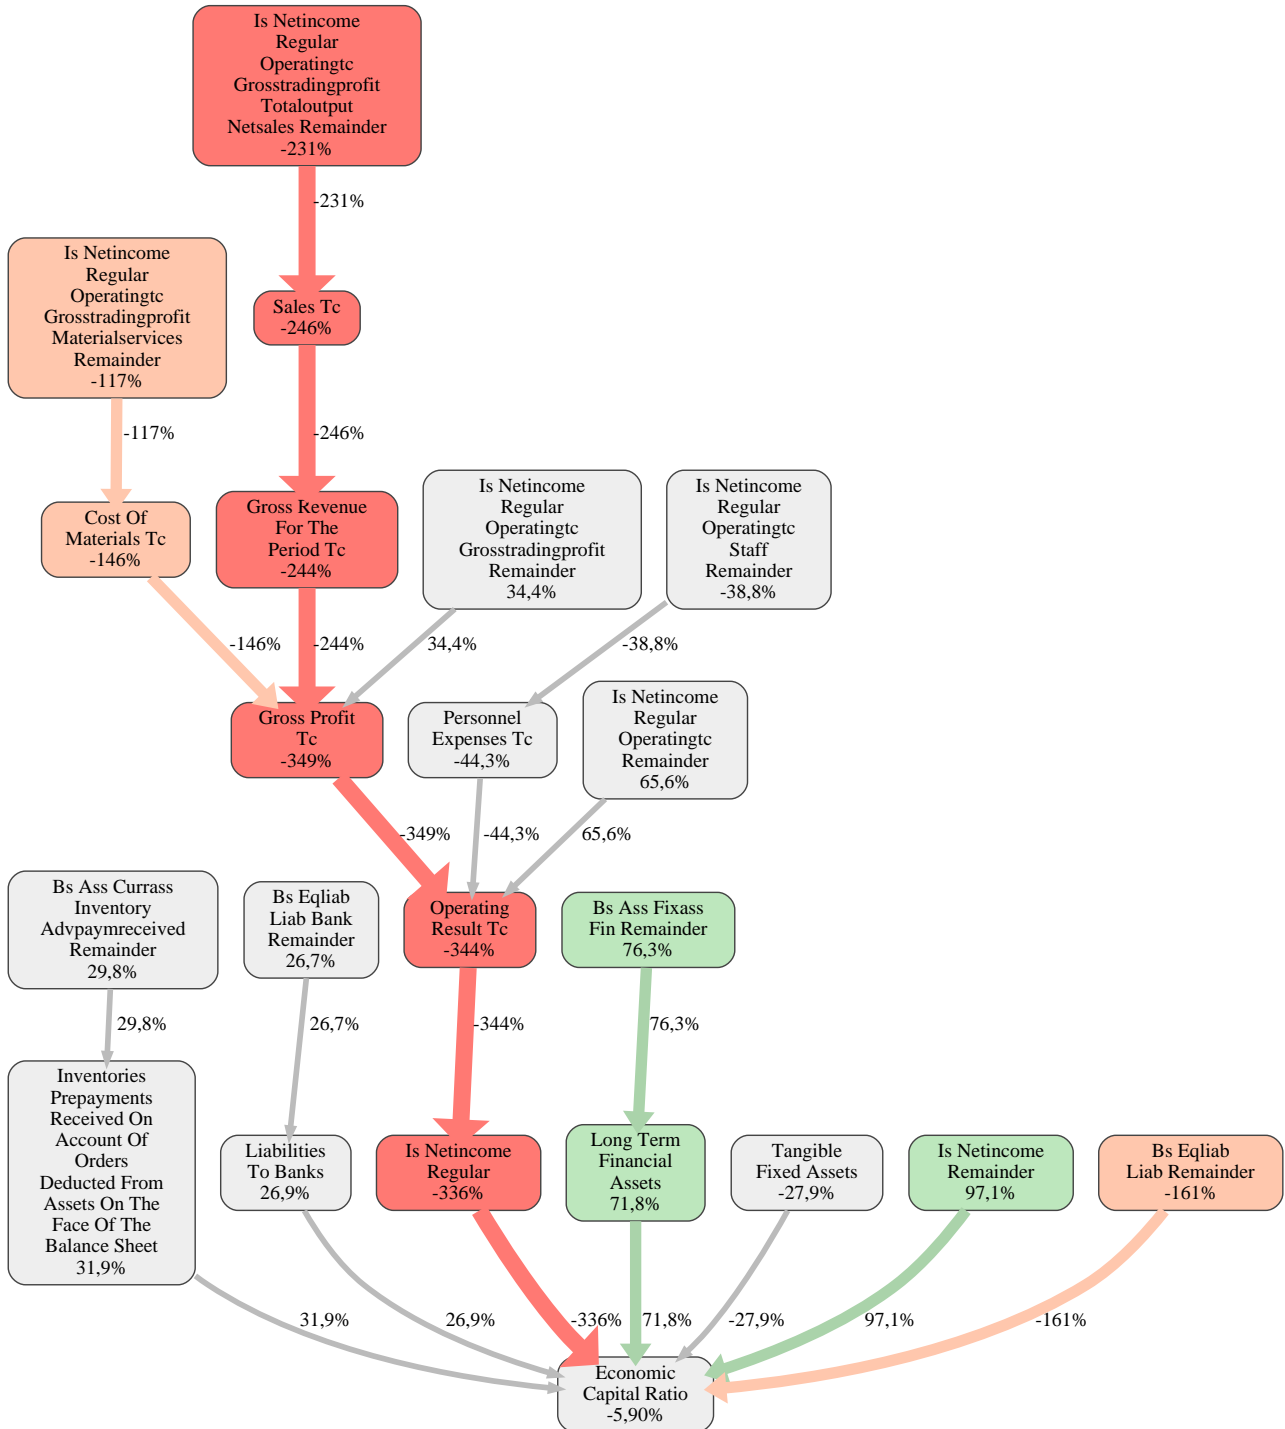 Is Netincome
Regular
Operatingtc
Grosstradingprofit
Totaloutput
Netsales Remainder
-231%
-231%
Is Netincome
Regular
Operatingtc
Grosstradingprofit
Materialservices
Remainder
-117%
Sales Tc
-246%
-117%
-246%
Cost Of
Materials Tc
-146%
Gross Revenue
For The
Period Tc
-244%
Is Netincome
Regular
Operatingtc
Grosstradingprofit
Remainder
34,4%
Is Netincome
Regular
Operatingtc
Staff
Remainder
-38,8%
-146%
-244%
34,4%
-38,8%
Gross Profit
Tc
-349%
Personnel
Expenses Tc
-44,3%
Is Netincome
Regular
Operatingtc
Remainder
65,6%
-349%
-44,3%
65,6%
Bs Ass Currass
Inventory
Advpaymreceived
Remainder
29,8%
Bs Eqliab
Liab Bank
Remainder
26,7%
Operating
Result Tc
-344%
Bs Ass Fixass
Fin Remainder
76,3%
29,8%
26,7%
-344%
76,3%
Inventories
Prepayments
Received On
Account Of
Orders
Deducted From
Assets On The
Face Of The
Balance Sheet
31,9%
Liabilities
To Banks
26,9%
Is Netincome
Regular
-336%
Long Term
Financial
Assets
71,8%
Tangible
Fixed Assets
-27,9%
Is Netincome
Remainder
97,1%
Bs Eqliab
Liab Remainder
-161%
31,9%
26,9%
-336%
71,8%
-27,9%
97,1%
-161%
Economic
Capital Ratio
-5,90%